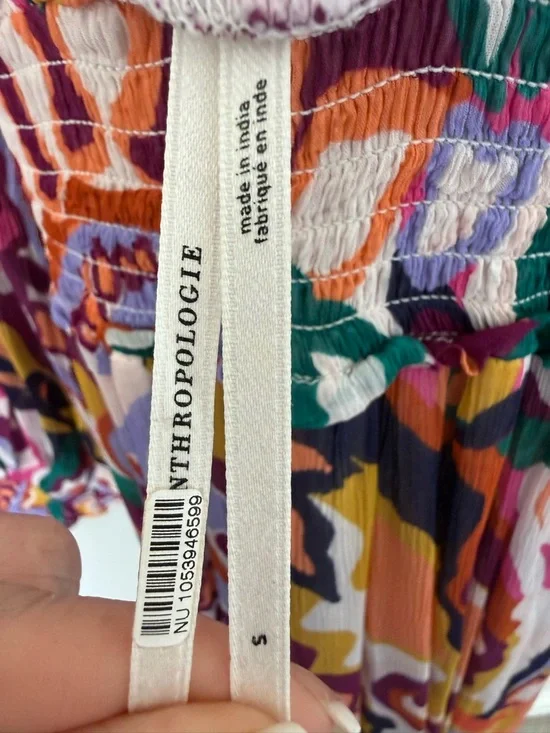 NTHROPOLOGIE
NU 1053946599
made in india
fabriqué en inde
S